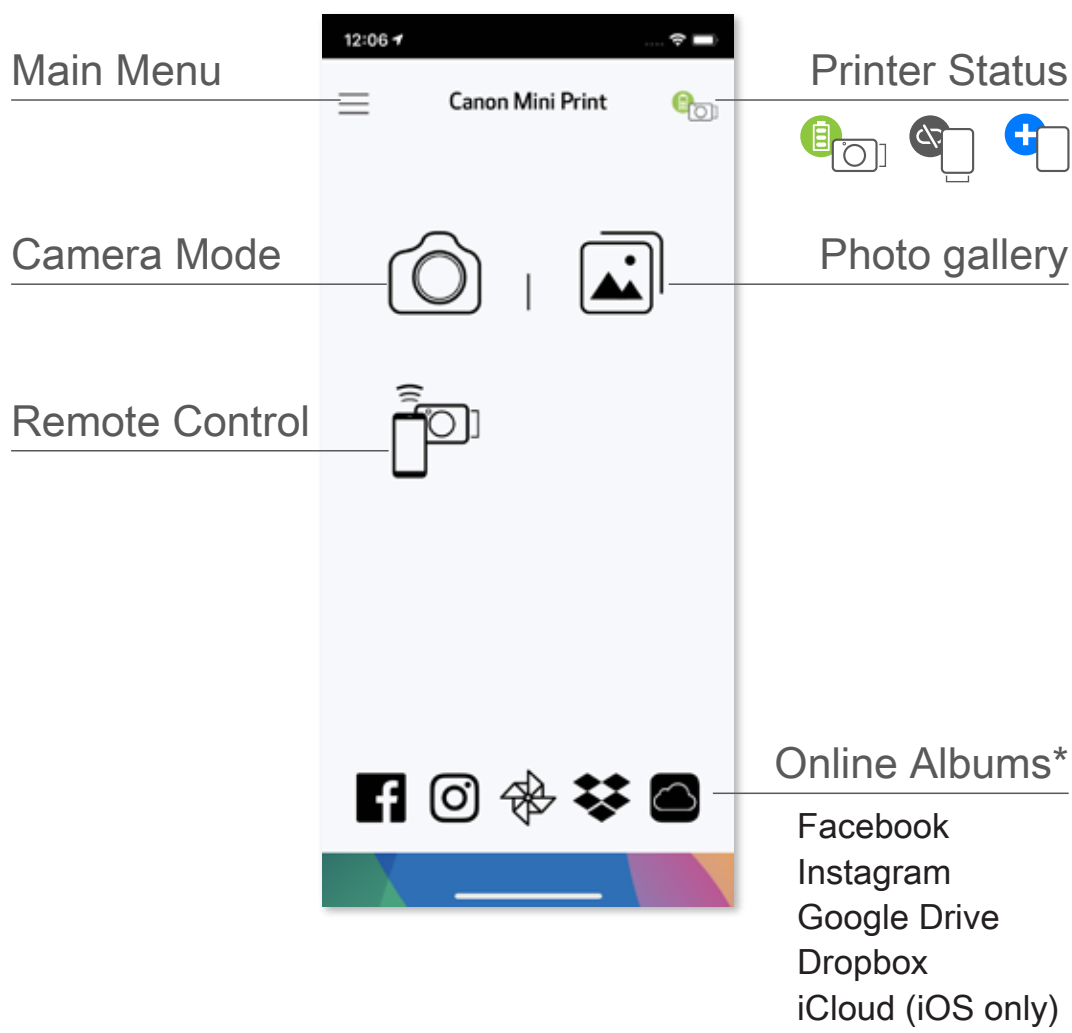 12:06
Main Menu
Canon Mini Print
Printer Status
Camera Mode
Photo gallery
Remote Control
Online Albums*
Facebook
Instagram
Google Drive
Dropbox
iCloud (iOS only)